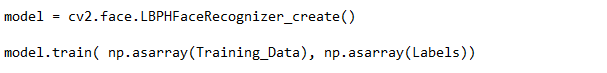 model = cv2.face.LBPHFaceRecognizer_create()
model.train( np.asarray(Training_Data), np.asarray(Labels))